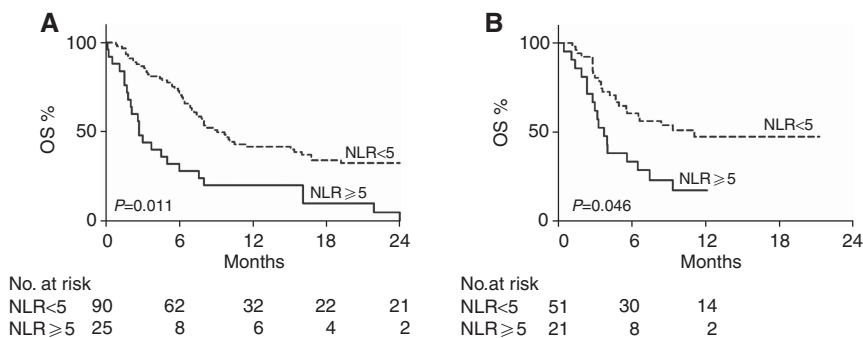 A
100
50
0
OS %
NLR<5
NLR⩾5
P=0.011
0 6 12 18 24
Months
No. at risk
NLR<5 90 62 32 22 21
NLR⩾5 25 8 6 4 2
B
100
50
0
OS %
NLR<5
NLR⩾5
P=0.046
0 6 12 18 24
Months
No.at risk
NLR<5 51 30 14
NLR⩾5 21 8 2